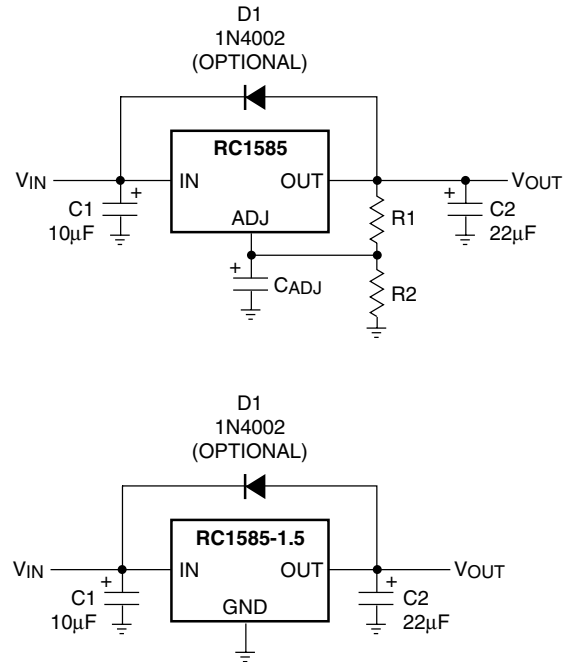 D1
1N4002
(OPTIONAL)
RC1585
VIN
IN
OUT
VOUT
+
C1
10µF
ADJ
R1
+
C2
22µF
+
CADJ
R2
D1
1N4002
(OPTIONAL)
RC1585-1.5
VIN
IN
OUT
VOUT
+
C1
10µF
GND
+
C2
22µF